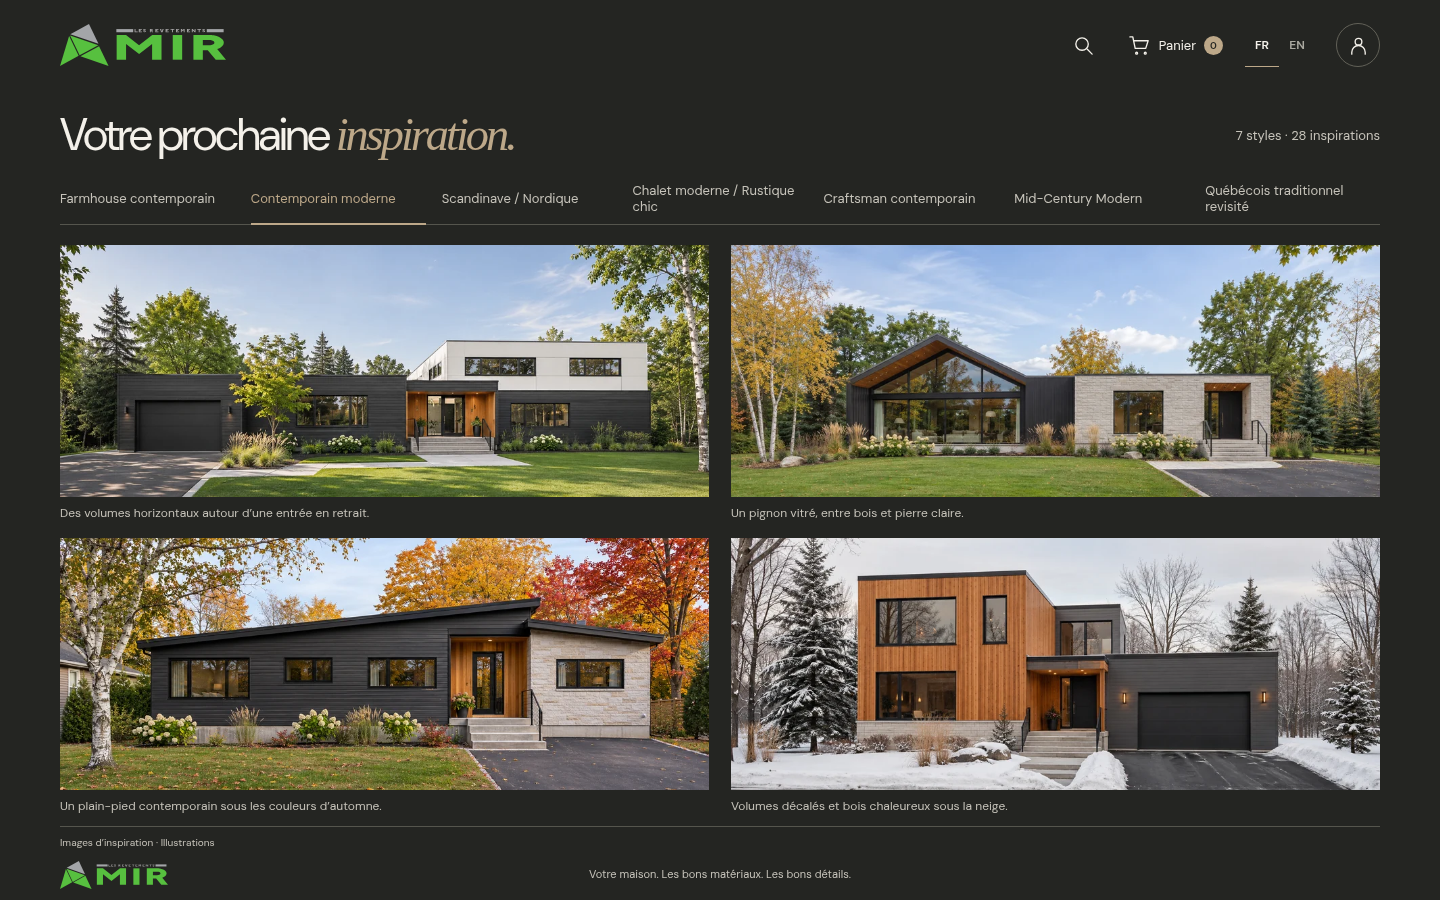 LES REVÊTEMENTS
MIR
Panier 0
FR EN
Votre prochaine inspiration.
7 styles · 28 inspirations
Farmhouse contemporain
Contemporain moderne
Scandinave / Nordique
Chalet moderne / Rustique
chic
Craftsman contemporain
Mid-Century Modern
Québécois traditionnel
revisité
Des volumes horizontaux autour d’une entrée en retrait.
Un pignon vitré, entre bois et pierre claire.
Un plain-pied contemporain sous les couleurs d’automne.
Volumes décalés et bois chaleureux sous la neige.
Images d’inspiration · Illustrations
LES REVÊTEMENTS
MIR
Votre maison. Les bons matériaux. Les bons détails.